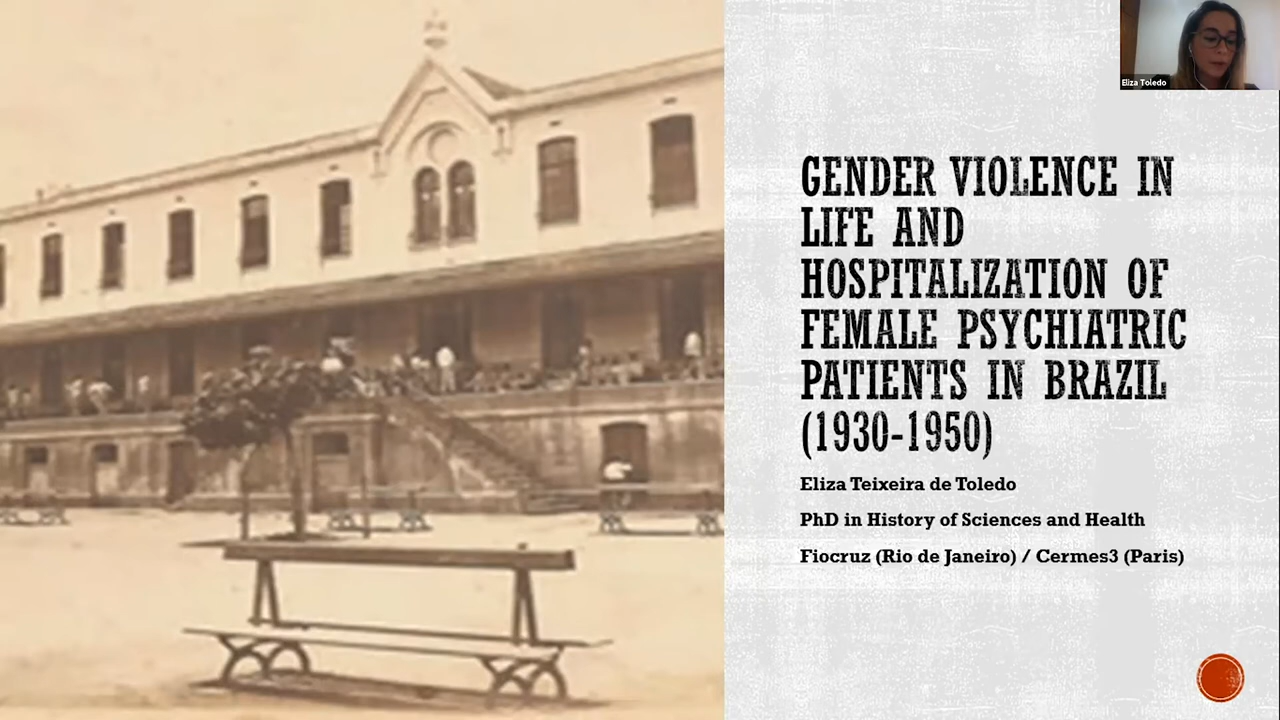 Eliza Toledo
GENDER VIOLENCE IN
LIFE AND
HOSPITALIZATION OF
FEMALE PSYCHIATRIC
PATIENTS IN BRAZIL
(1930-1950)
Eliza Teixeira de Toledo
PhD in History of Sciences and Health
Fiocruz (Rio de Janeiro) / Cermes3 (Paris)